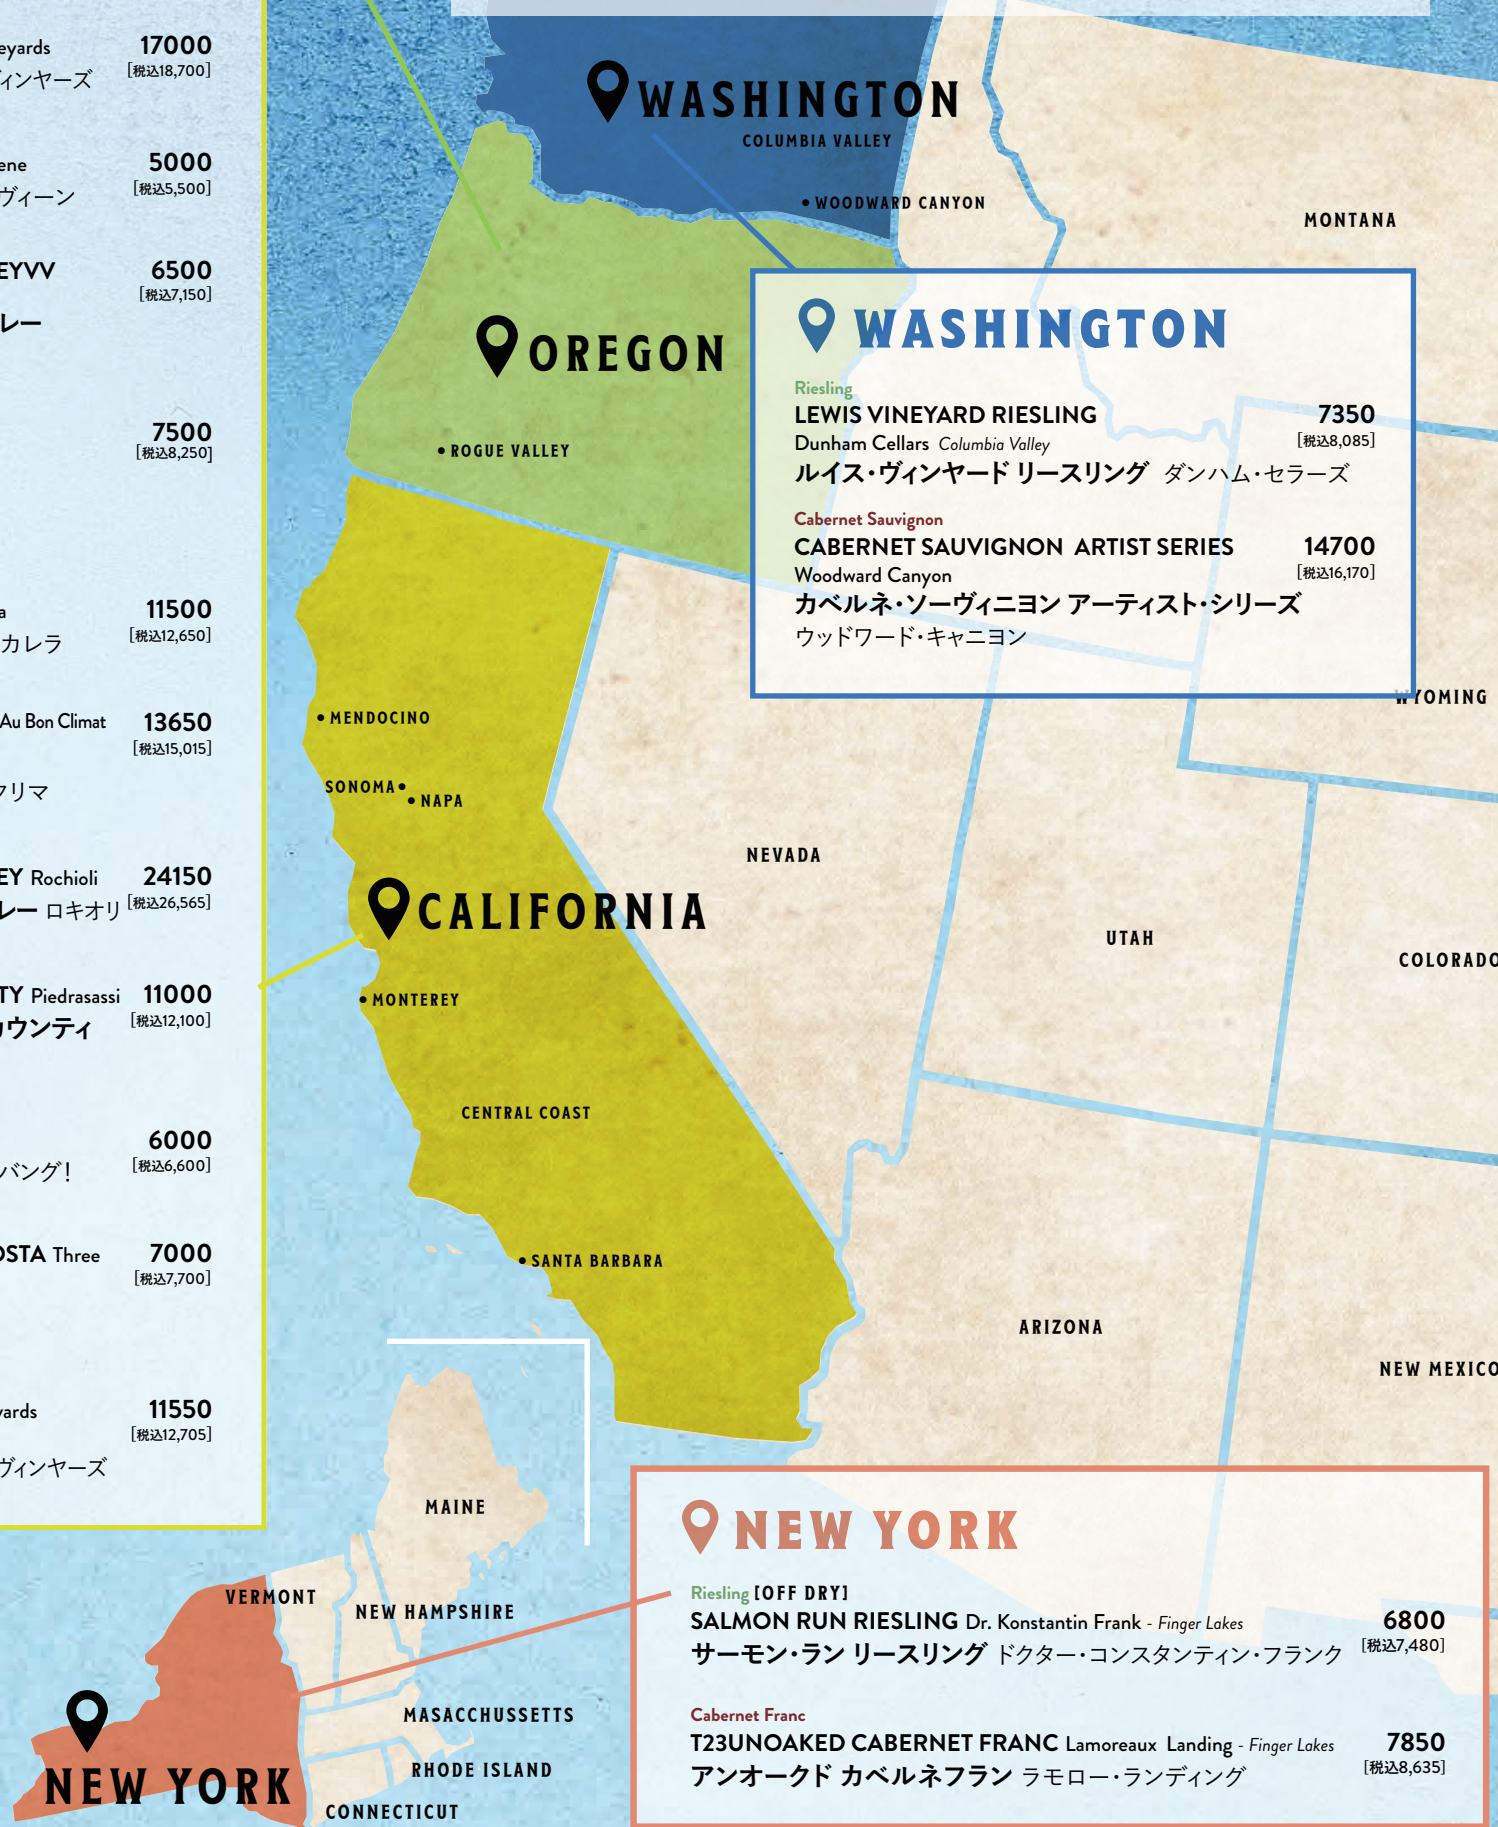 eyards 17000
ィンヤーズ [税込18,700]
ene 5000
ヴィーン [税込5,500]
EYVV 6500
[税込7,150]
レー
7500
[税込8,250]
a 11500
カレラ [税込12,650]
Au Bon Climat 13650
[税込15,015]
クリマ
EY Rochioli 24150
レー ロキオリ [税込26,565]
TY Piedrasassi 11000
カウンティ [税込12,100]
6000
バング! [税込6,600]
OSTA Three 7000
[税込7,700]
yards 11550
[税込12,705]
ヴィンヤーズ
WASHINGTON
COLUMBIA VALLEY
WOODWARD CANYON
MONTANA
OREGON
ROGUE VALLEY
WASHINGTON
Riesling
LEWIS VINEYARD RIESLING 7350
Dunham Cellars Columbia Valley [税込8,085]
ルイス・ヴィンヤード リースリング ダンハム・セラーズ
Cabernet Sauvignon
CABERNET SAUVIGNON ARTIST SERIES 14700
Woodward Canyon [税込16,170]
カベルネ・ソーヴィニヨン アーティスト・シリーズ
ウッドワード・キャニヨン
WYOMING
MENDOCINO
SONOMA
NAPA
NEVADA
CALIFORNIA
UTAH
COLORADO
MONTEREY
CENTRAL COAST
SANTA BARBARA
ARIZONA
NEW MEXICO
MAINE
VERMONT
NEW HAMPSHIRE
MASACCHUSSETTS
RHODE ISLAND
NEW YORK
CONNECTICUT
NEW YORK
Riesling [OFF DRY]
SALMON RUN RIESLING Dr. Konstantin Frank - Finger Lakes 6800
サーモン・ラン リースリング ドクター・コンスタンティン・フランク [税込7,480]
Cabernet Franc
T23UNOAKED CABERNET FRANC Lamoreaux Landing - Finger Lakes 7850
アンオークド カベルネフラン ラモロー・ランディング [税込8,635]